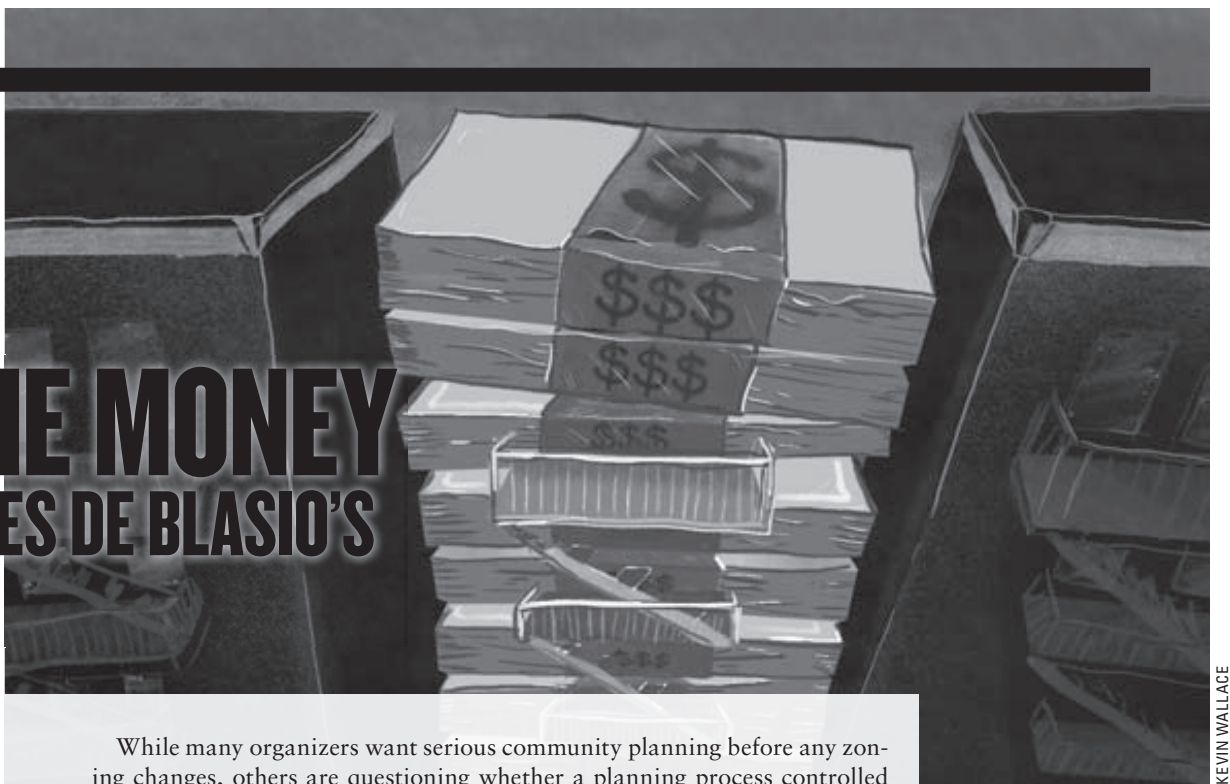 $
$$$
$$$
$$$
$$$
HE MONEY
ES DE BLASIO’S
While many organizers want serious community planning before any zon-
ing changes, others are questioning whether a planning process controlled
KEVIN WALLACE